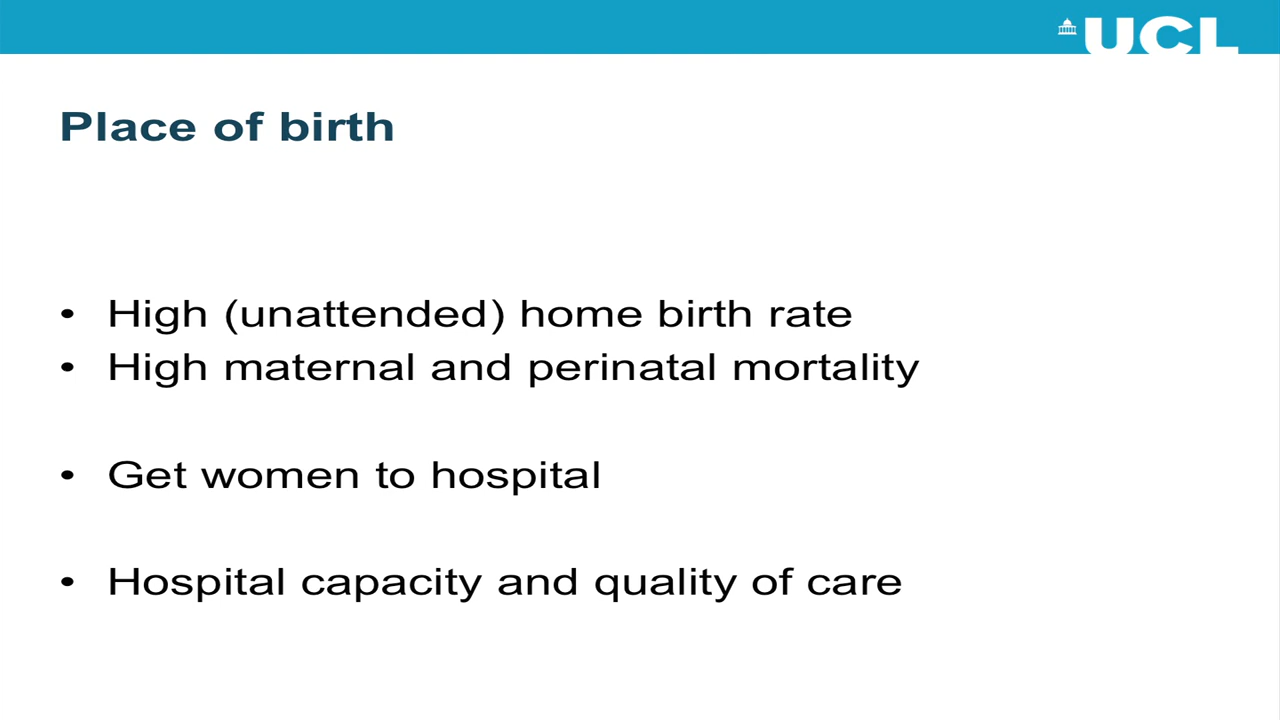 UCL
Place of birth
• High (unattended) home birth rate
• High maternal and perinatal mortality
• Get women to hospital
• Hospital capacity and quality of care